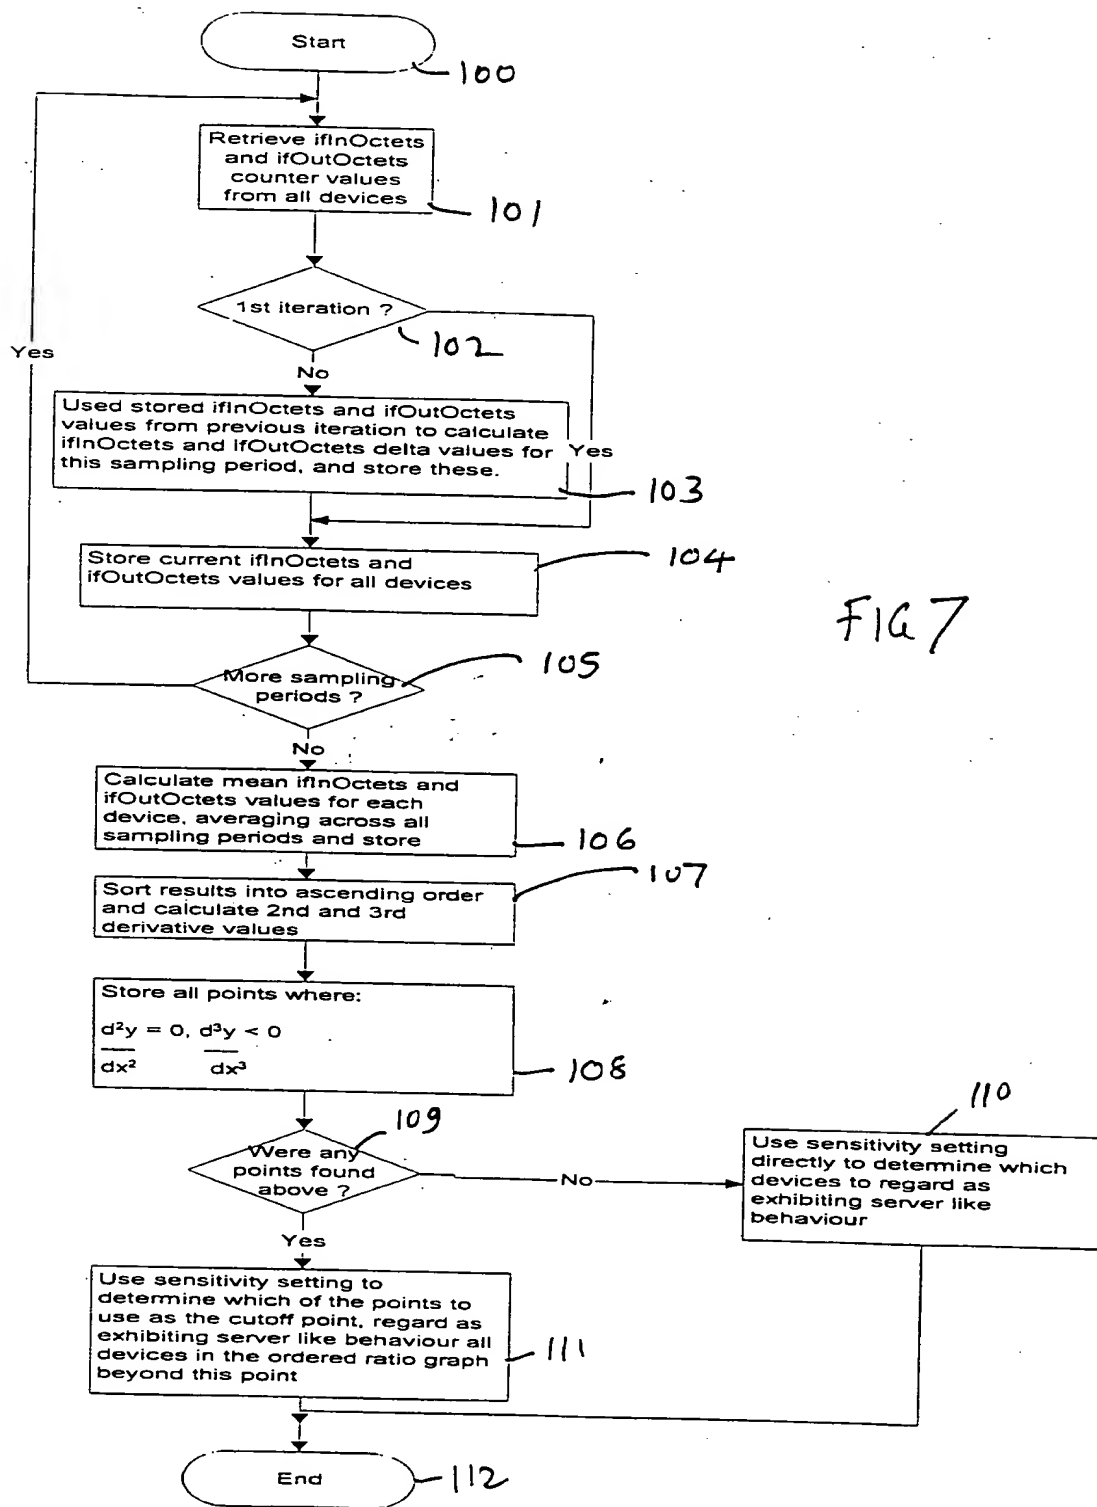 Start
100
Retrieve ifInOctets
and ifOutOctets
counter values
from all devices
101
1st iteration ?
102
Yes
No
Used stored ifInOctets and ifOutOctets
values from previous iteration to calculate
ifInOctets and ifOutOctets delta values for
this sampling period, and store these.
Yes
103
Store current ifInOctets and
ifOutOctets values for all devices
104
FIG 7
More sampling
periods ?
105
No
Calculate mean ifInOctets and
ifOutOctets values for each
device, averaging across all
sampling periods and store
106
Sort results into ascending order
and calculate 2nd and 3rd
derivative values
107
Store all points where:
d²y = 0, d³y < 0
dx² dx³
108
Were any
points found
above ?
109
No
110
Use sensitivity setting
directly to determine which
devices to regard as
exhibiting server like
behaviour
Yes
Use sensitivity setting to
determine which of the points to
use as the cutoff point, regard as
exhibiting server like behaviour all
devices in the ordered ratio graph
beyond this point
111
End
112